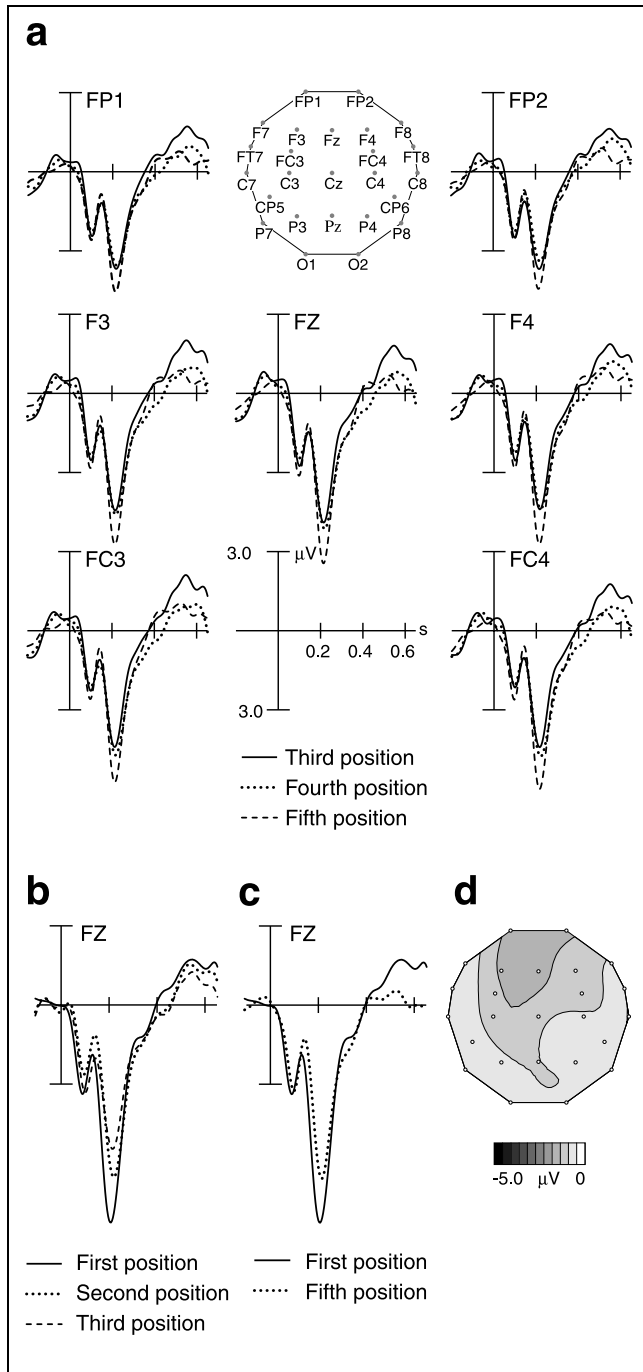 a
FP1
FP2
FP1 FP2
F7 F3 Fz F4 F8
FT7 FC3 FC4 FT8
C7 C3 Cz C4 C8
CP5 CP6
P7 P3 Pz P4 P8
O1 O2
F3
FZ
F4
FC3
3.0 μV
s
0.2 0.4 0.6
3.0
FC4
Third position
Fourth position
Fifth position
b
FZ
First position
Second position
Third position
c
FZ
First position
Fifth position
d
-5.0 μV 0